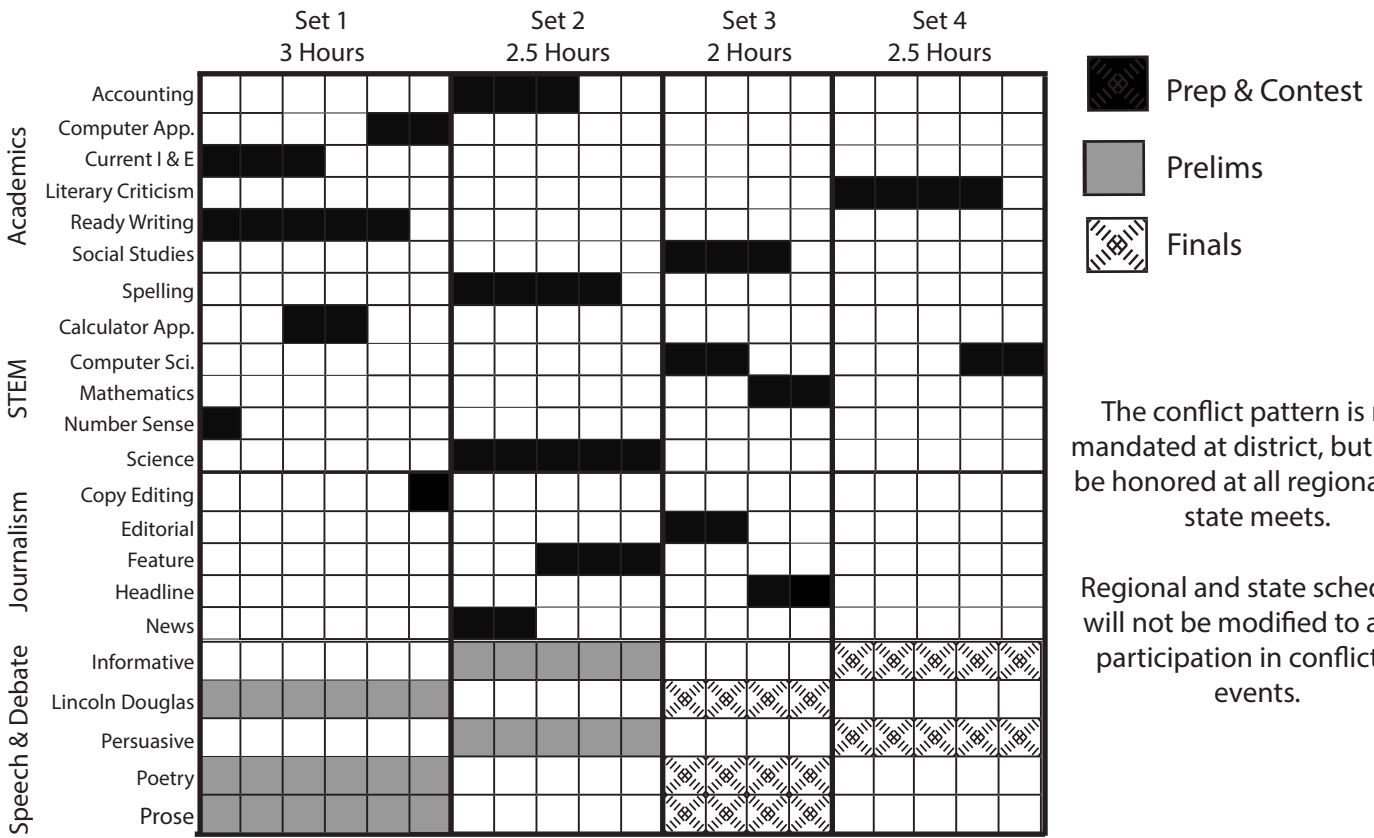 Set 1
3 Hours
Set 2
2.5 Hours
Set 3
2 Hours
Set 4
2.5 Hours
Academics
Accounting
Computer App.
Current I & E
Literary Criticism
Ready Writing
Social Studies
Spelling
STEM
Calculator App.
Computer Sci.
Mathematics
Number Sense
Science
Journalism
Copy Editing
Editorial
Feature
Headline
News
Speech & Debate
Informative
Lincoln Douglas
Persuasive
Poetry
Prose
Prep & Contest
Prelims
Finals
The conflict pattern is
mandated at district, but
be honored at all
state meets.
Regional and state
will not be modified to
participation in
events.